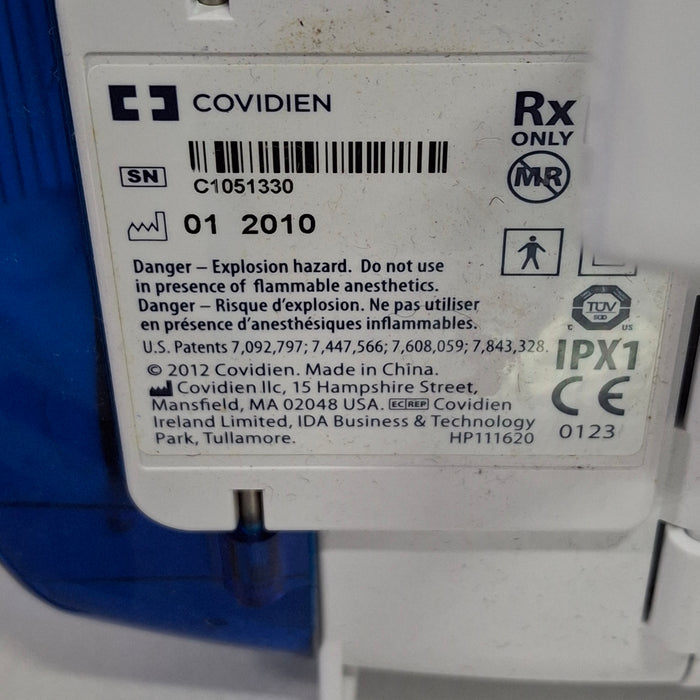 COVIDIEN
Rx
ONLY
SN
C1051330
MR
01 2010
Danger – Explosion hazard. Do not use
in presence of flammable anesthetics.
Danger – Risque d'explosion. Ne pas utiliser
en présence d'anesthésiques inflammables.
TÜV
SÜD
C US
U.S. Patents 7,092,797; 7,447,566; 7,608,059; 7,843,328.
IPX1
© 2012 Covidien. Made in China.
Covidien llc, 15 Hampshire Street,
Mansfield, MA 02048 USA. EC REP Covidien
Ireland Limited, IDA Business & Technology
Park, Tullamore.
HP111620
CE
0123